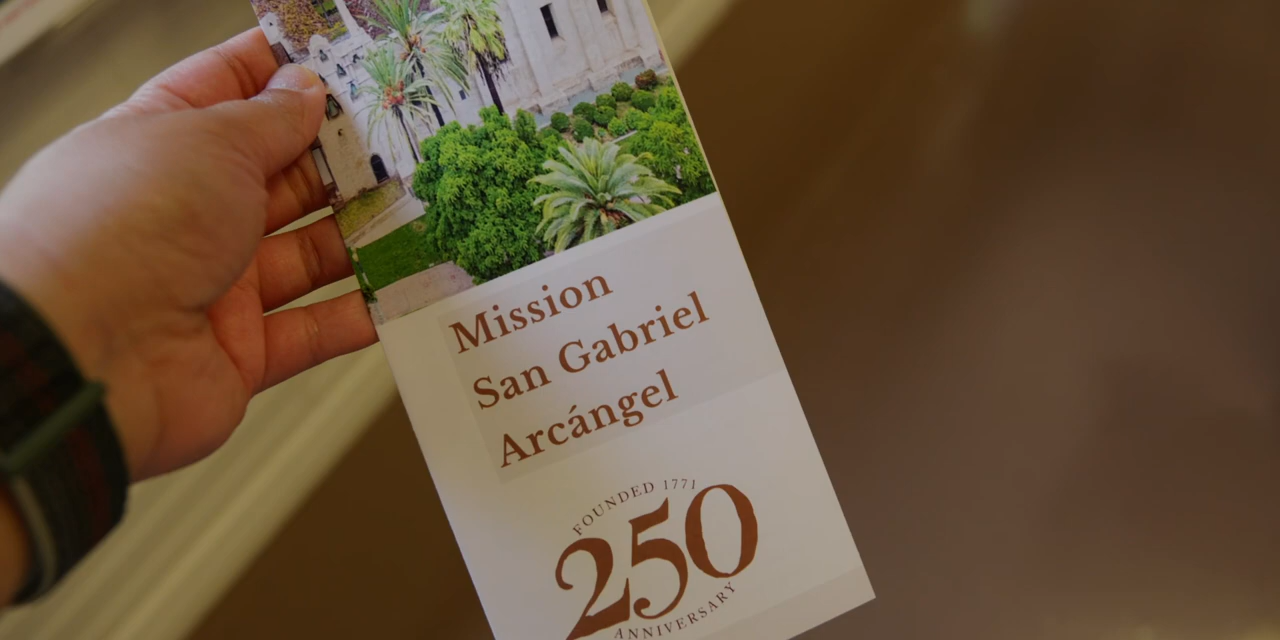 Mission
San Gabriel
Arcángel
FOUNDED 1771
250
ANNIVERSARY